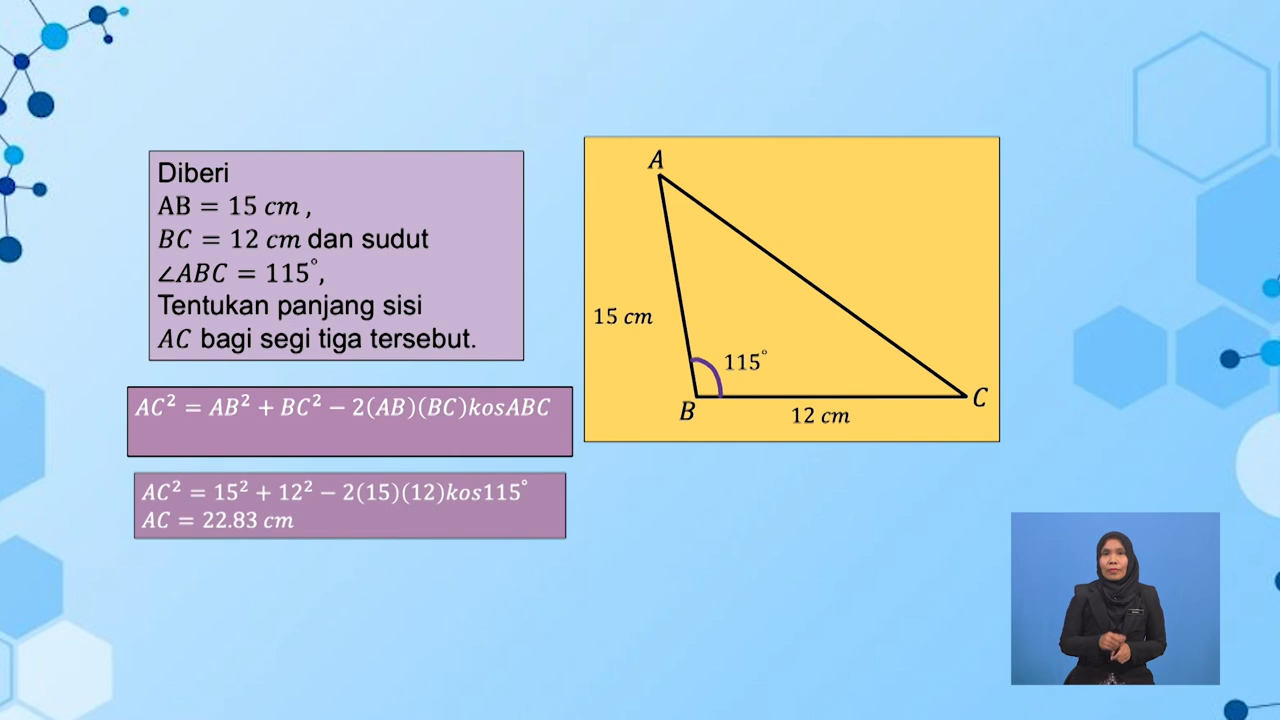 Diberi
AB = 15 cm ,
BC = 12 cm dan sudut
∠ABC = 115°,
Tentukan panjang sisi
AC bagi segi tiga tersebut.
AC² = AB² + BC² − 2(AB)(BC)kosABC
AC² = 15² + 12² − 2(15)(12)kos115°
AC = 22.83 cm
A
15 cm
115°
B
12 cm
C